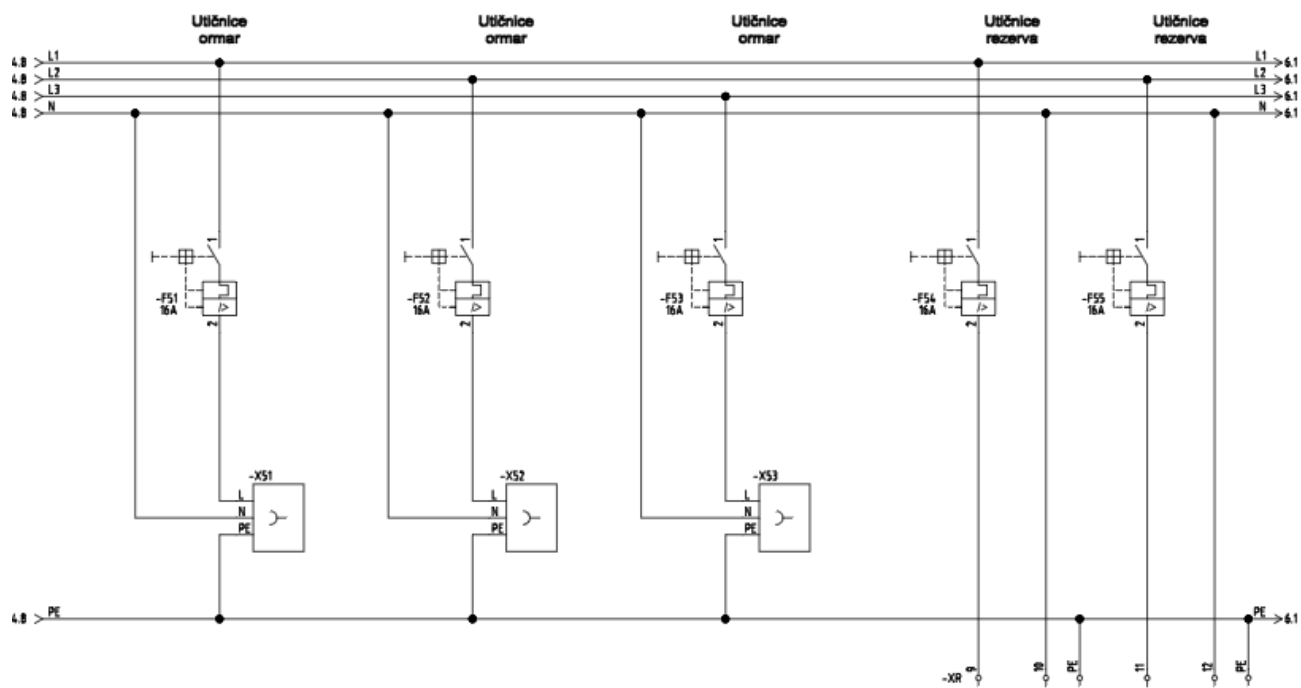 Utičnice
ormar
Utičnice
ormar
Utičnice
ormar
Utičnice
rezerva
Utičnice
rezerva
4.8 L1 L1 6.1
4.8 L2 L2 6.1
4.8 L3 L3 6.1
4.8 N N 6.1
1 1 1 1 1
-F51 -F52 -F53 -F54 -F55
16A 16A 16A 16A 16A
2 2 2 2 2
-X51 -X52 -X53
L L L
N N N
PE PE PE
4.8 PE PE 6.1
-XR 9 10 PE 11 12 PE